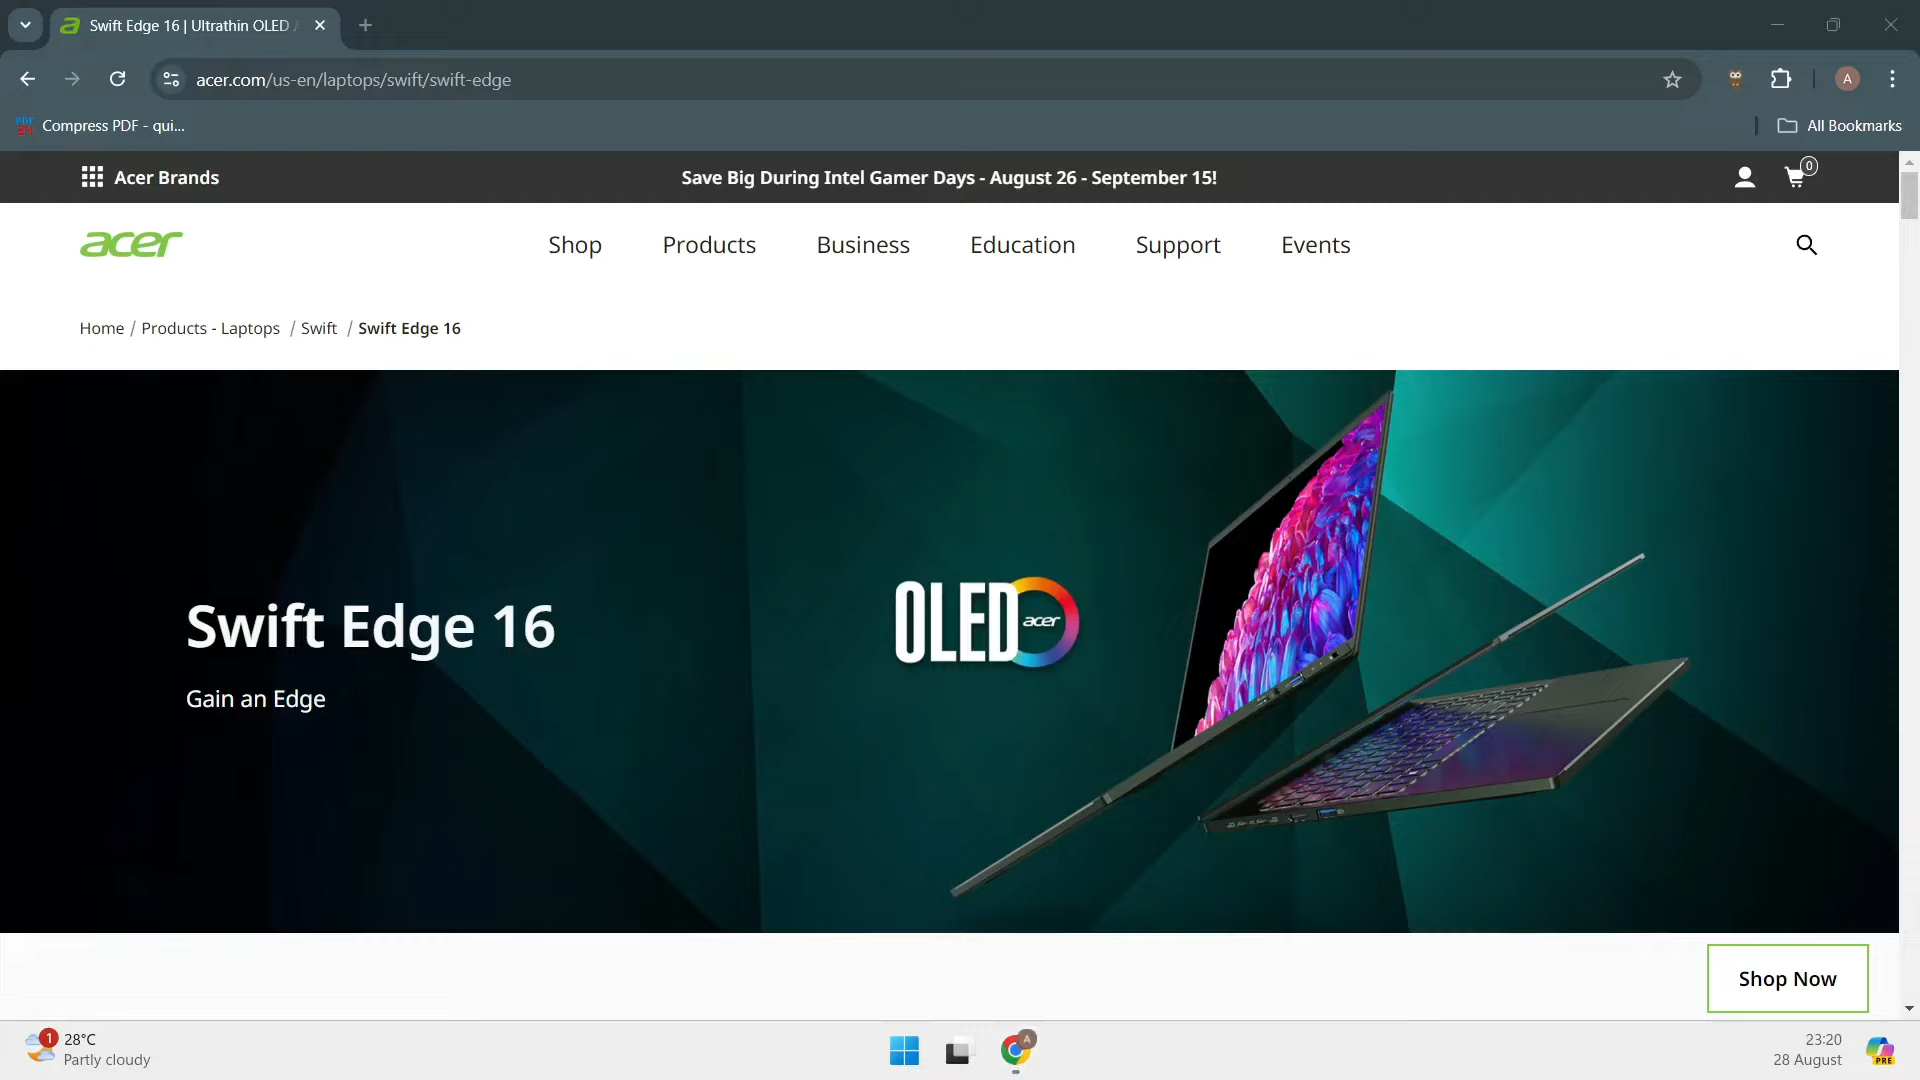 Swift Edge 16 | Ultrathin OLED
acer.com/us-en/laptops/swift/swift-edge
A
PDF
24
Compress PDF - qui...
All Bookmarks
Acer Brands
Save Big During Intel Gamer Days - August 26 - September 15!
0
acer
Shop
Products
Business
Education
Support
Events
Home / Products - Laptops / Swift / Swift Edge 16
OLED
acer
Swift Edge 16
Gain an Edge
Shop Now
1
28°C
Partly cloudy
A
23:20
28 August
PRE